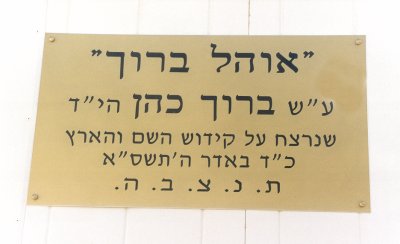 "אוהל ברוך"
ע"ש ברוך כהן הי"ד
שנרצח על קידוש השם והארץ
כ"ד באדר ה'תשס"א
ת. נ. צ. ב. ה.